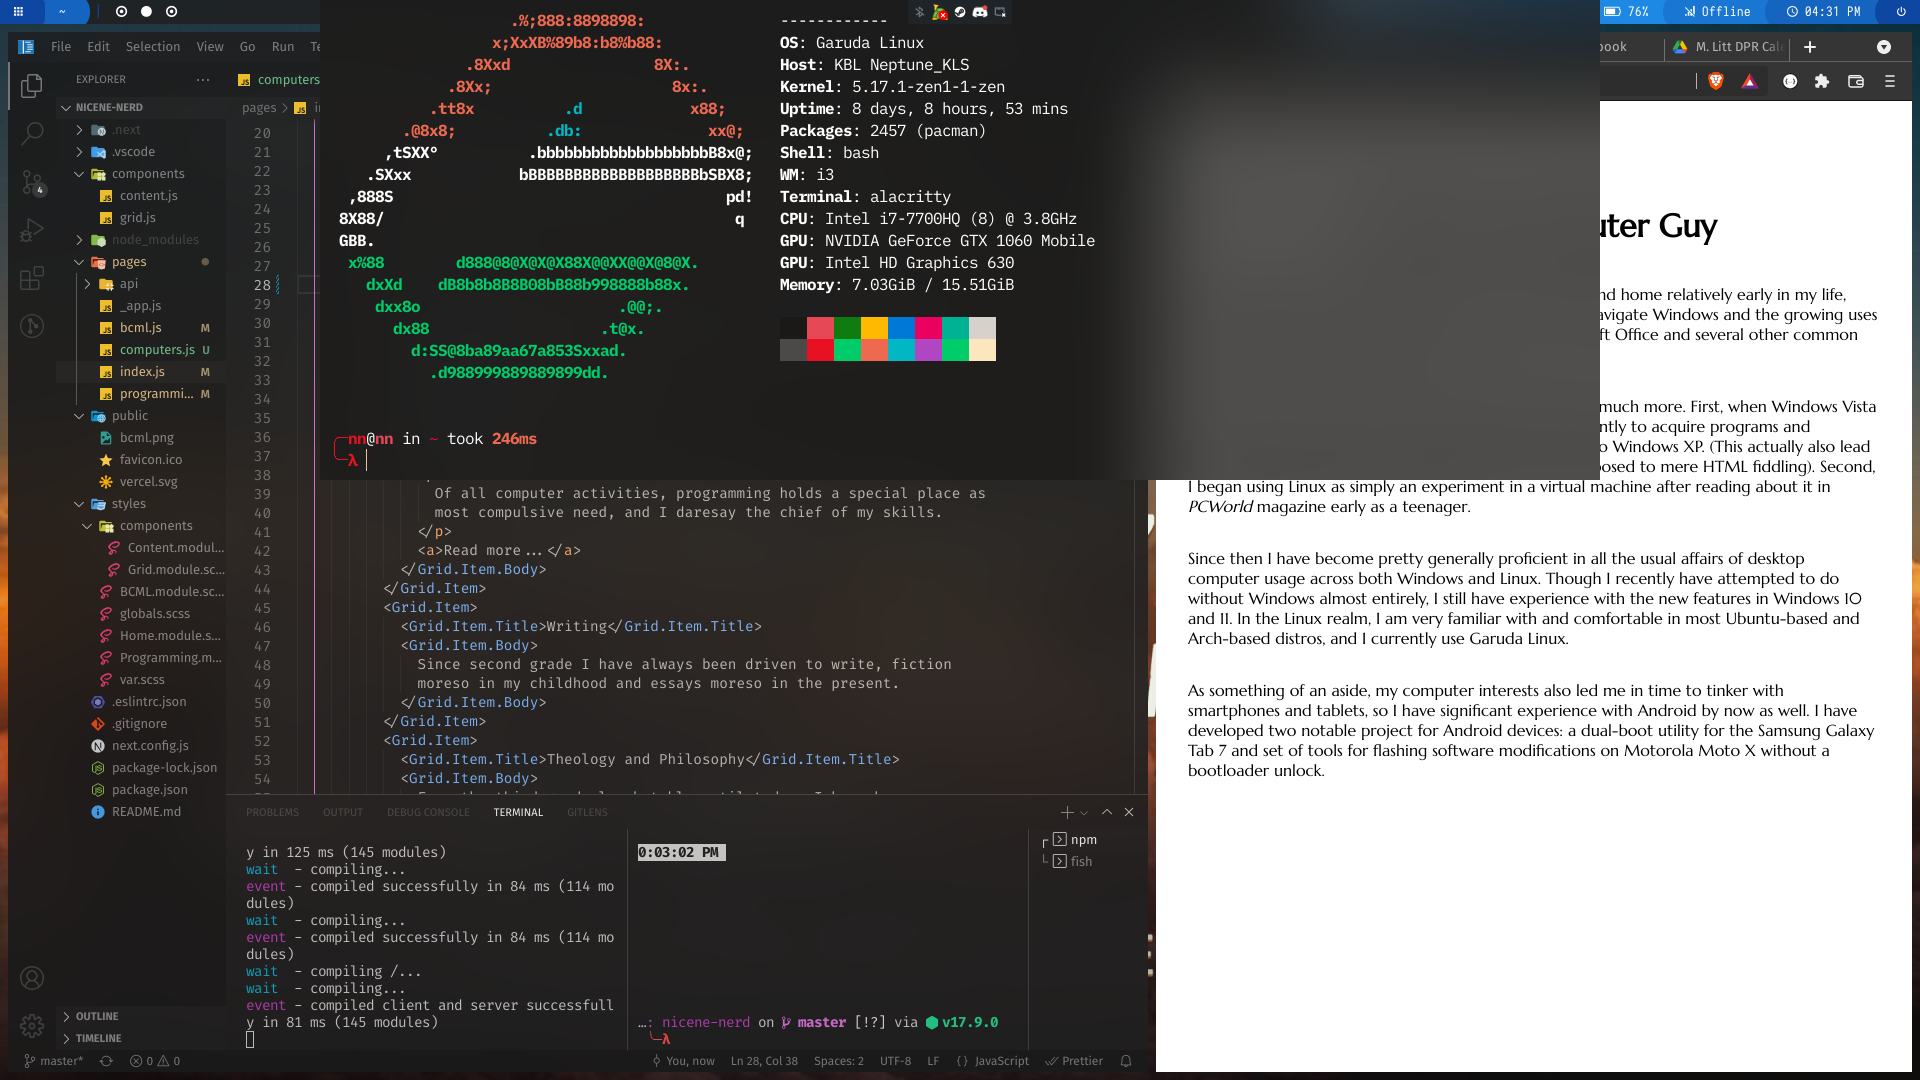 ~
76%
Offline
04:31 PM
File Edit Selection View Go Run
EXPLORER
NICENE-NERD
.next
.vscode
components
content.js
grid.js
node_modules
pages
api
_app.js
bcml.js M
computers.js U
index.js M
programmi... M
public
bcml.png
favicon.ico
vercel.svg
styles
components
Content.modul...
Grid.module.sc...
BCML.module.sc...
globals.scss
Home.module.s...
Programming.m...
var.scss
.eslintrc.json
.gitignore
next.config.js
package-lock.json
package.json
README.md
OUTLINE
TIMELINE
computers
pages >
20
21
22
23
24
25
26
27
28
29
30
31
32
33
34
35
36
37
38
39 Of all computer activities, programming holds a special place as
40 most compulsive need, and I daresay the chief of my skills.
41 </p>
42 <a>Read more...</a>
43 </Grid.Item.Body>
44 </Grid.Item>
45 <Grid.Item>
46 <Grid.Item.Title>Writing</Grid.Item.Title>
47 <Grid.Item.Body>
48 Since second grade I have always been driven to write, fiction
49 moreso in my childhood and essays moreso in the present.
50 </Grid.Item.Body>
51 </Grid.Item>
52 <Grid.Item>
53 <Grid.Item.Title>Theology and Philosophy</Grid.Item.Title>
54 <Grid.Item.Body>
.%;888:8898898:
x;XxXB%89b8:b8%b88:
.8Xxd 8X:.
.8Xx; 8x:.
.tt8x .d x88;
.@8x8; .db: xx@;
,tSXX° .bbbbbbbbbbbbbbbbbbbB8x@;
.SXxx bBBBBBBBBBBBBBBBBBBBbSBX8;
,888S pd!
8X88/ q
GBB.
x%88 d888@8@X@X@X88X@@XX@@X@8@X.
dxXd dB8b8b8B8B08bB88b998888b88x.
dxx8o .@@;.
dx88 .t@x.
d:SS@8ba89aa67a853Sxxad.
.d988999889889899dd.
------------
OS: Garuda Linux
Host: KBL Neptune_KLS
Kernel: 5.17.1-zen1-1-zen
Uptime: 8 days, 8 hours, 53 mins
Packages: 2457 (pacman)
Shell: bash
WM: i3
Terminal: alacritty
CPU: Intel i7-7700HQ (8) @ 3.8GHz
GPU: NVIDIA GeForce GTX 1060 Mobile
GPU: Intel HD Graphics 630
Memory: 7.03GiB / 15.51GiB
nn@nn in ~ took 246ms
λ
PROBLEMS OUTPUT DEBUG CONSOLE TERMINAL GITLENS
y in 125 ms (145 modules)
wait - compiling...
event - compiled successfully in 84 ms (114 mo
dules)
wait - compiling...
event - compiled successfully in 84 ms (114 mo
dules)
wait - compiling /...
wait - compiling...
event - compiled client and server successfull
y in 81 ms (145 modules)
0:03:02 PM
…: nicene-nerd on master [!?] via v17.9.0
λ
npm
fish
master* 0 0 You, now Ln 28, Col 38 Spaces: 2 UTF-8 LF {} JavaScript Prettier
book M. Litt DPR Cal
uter Guy
nd home relatively early in my life,
avigate Windows and the growing uses
ft Office and several other common
much more. First, when Windows Vista
ntly to acquire programs and
o Windows XP. (This actually also lead
posed to mere HTML fiddling). Second,
I began using Linux as simply an experiment in a virtual machine after reading about it in
PCWorld magazine early as a teenager.
Since then I have become pretty generally proficient in all the usual affairs of desktop
computer usage across both Windows and Linux. Though I recently have attempted to do
without Windows almost entirely, I still have experience with the new features in Windows 10
and 11. In the Linux realm, I am very familiar with and comfortable in most Ubuntu-based and
Arch-based distros, and I currently use Garuda Linux.
As something of an aside, my computer interests also led me in time to tinker with
smartphones and tablets, so I have significant experience with Android by now as well. I have
developed two notable project for Android devices: a dual-boot utility for the Samsung Galaxy
Tab 7 and set of tools for flashing software modifications on Motorola Moto X without a
bootloader unlock.